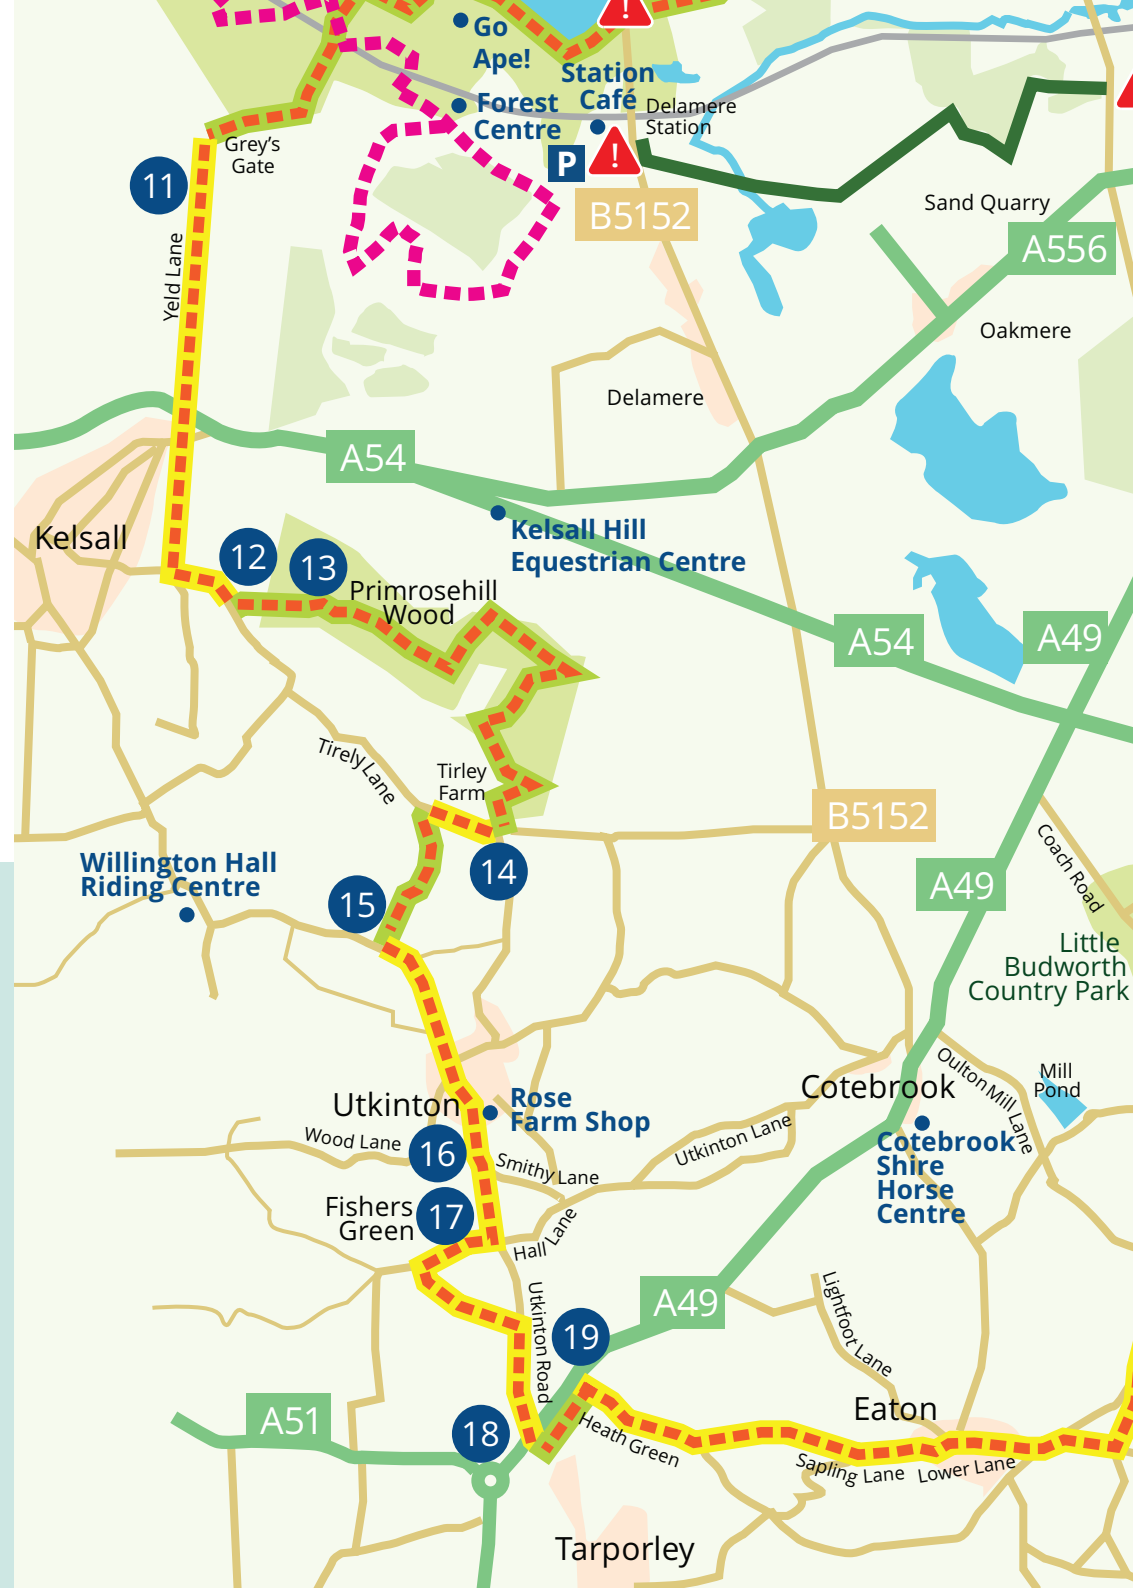 Go
Ape!
Station
Café
Delamere
Station
Forest
Centre
P
!
!
Grey's
Gate
11
Yeld Lane
B5152
Sand Quarry
A556
Oakmere
Delamere
A54
Kelsall Hill
Equestrian Centre
Kelsall
12
13
Primrosehill
Wood
A54
A49
Tirely Lane
Tirley
Farm
B5152
Coach Road
A49
14
Willington Hall
Riding Centre
15
Little
Budworth
Country Park
Oulton Mill Lane
Mill
Pond
Cotebrook
Utkinton
Rose
Farm Shop
Wood Lane
16
Smithy Lane
Utkinton Lane
Cotebrook
Shire
Horse
Centre
Fishers
Green
17
Hall Lane
Utkinton Road
A49
Lightfoot Lane
19
A51
18
Heath Green
Eaton
Sapling Lane
Lower Lane
Tarporley